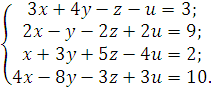 3x + 4y − z − u = 3;
2x − y − 2z + 2u = 9;
x + 3y + 5z − 4u = 2;
4x − 8y − 3z + 3u = 10.